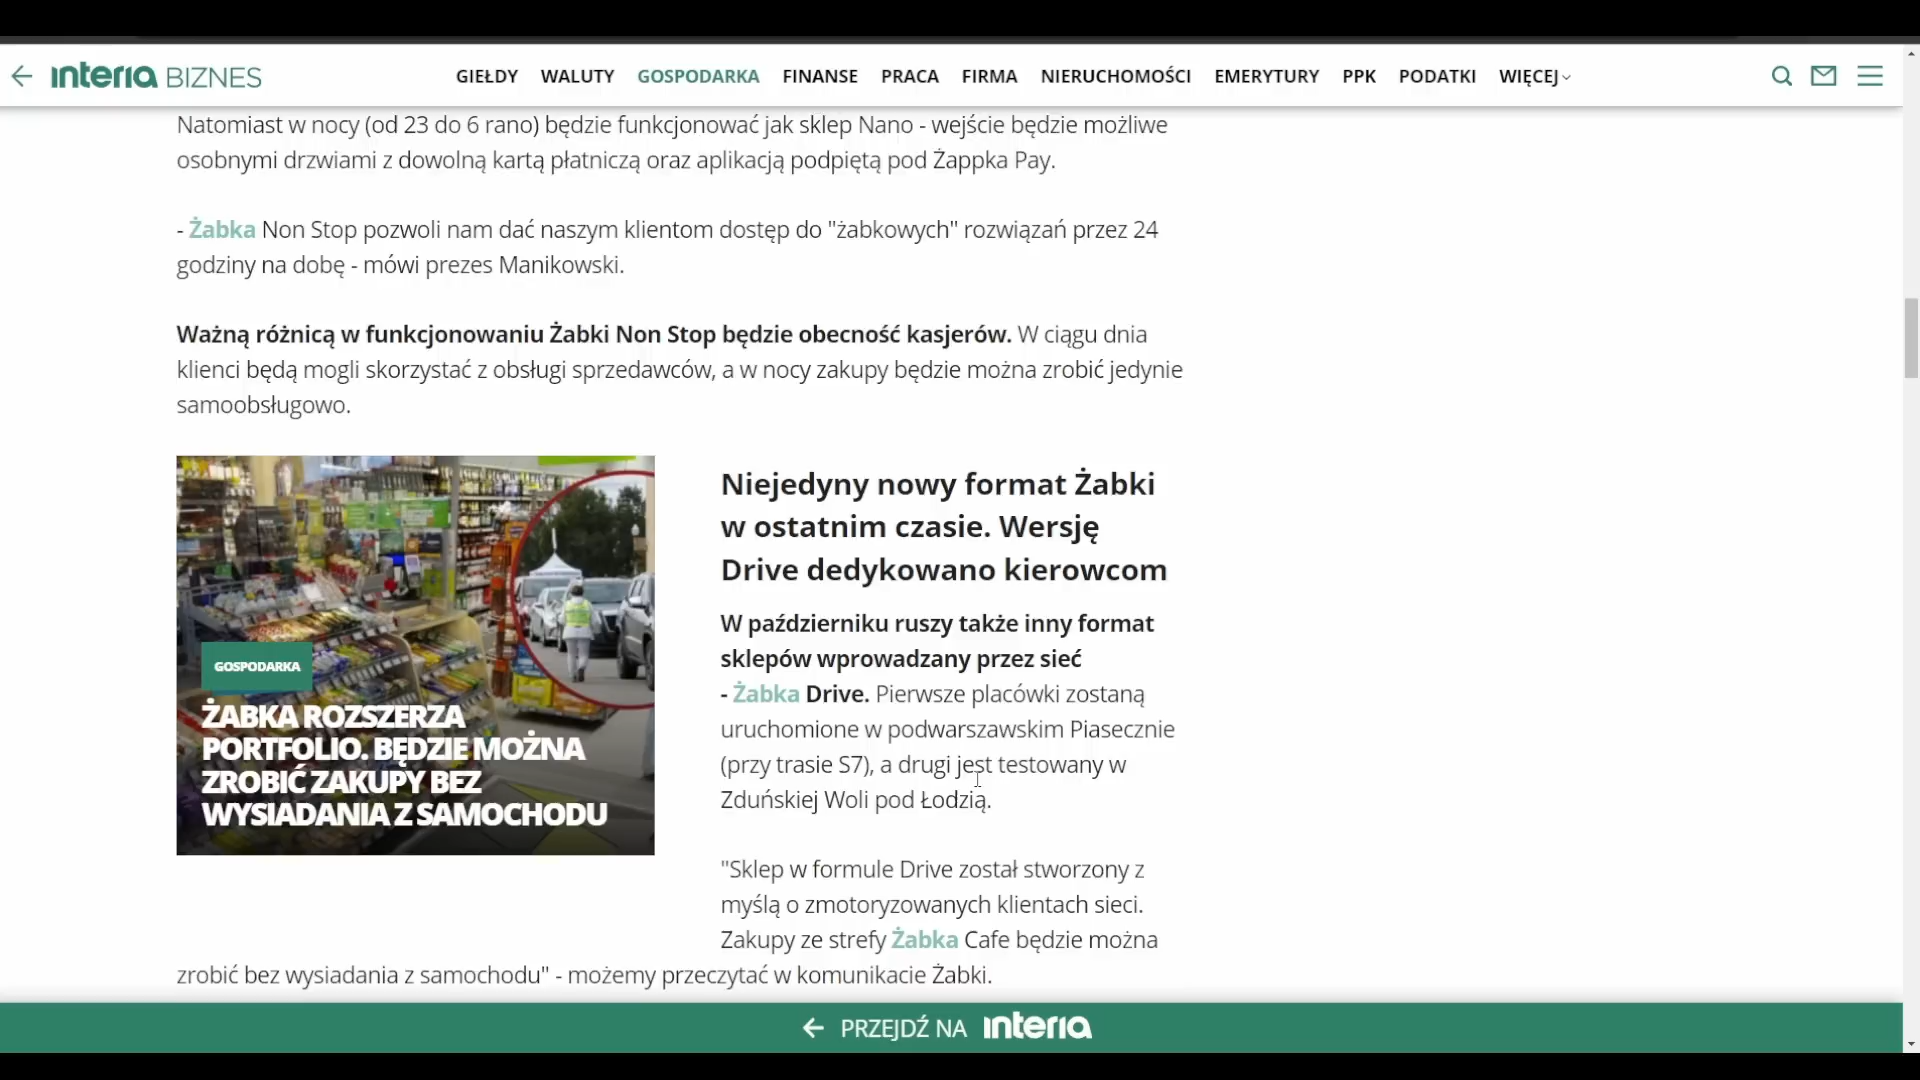 interia BIZNES
GIEŁDY WALUTY GOSPODARKA FINANSE PRACA FIRMA NIERUCHOMOŚCI EMERYTURY PPK PODATKI WIĘCEJ
Natomiast w nocy (od 23 do 6 rano) będzie funkcjonować jak sklep Nano - wejście będzie możliwe
osobnymi drzwiami z dowolną kartą płatniczą oraz aplikacją podpiętą pod Żappka Pay.
- Żabka Non Stop pozwoli nam dać naszym klientom dostęp do "żabkowych" rozwiązań przez 24
godziny na dobę - mówi prezes Manikowski.
Ważną różnicą w funkcjonowaniu Żabki Non Stop będzie obecność kasjerów. W ciągu dnia
klienci będą mogli skorzystać z obsługi sprzedawców, a w nocy zakupy będzie można zrobić jedynie
samoobsługowo.
GOSPODARKA
ŻABKA ROZSZERZA
PORTFOLIO. BĘDZIE MOŻNA
ZROBIĆ ZAKUPY BEZ
WYSIADANIA Z SAMOCHODU
Niejedyny nowy format Żabki
w ostatnim czasie. Wersję
Drive dedykowano kierowcom
W październiku ruszy także inny format
sklepów wprowadzany przez sieć
- Żabka Drive. Pierwsze placówki zostaną
uruchomione w podwarszawskim Piasecznie
(przy trasie S7), a drugi jest testowany w
Zduńskiej Woli pod Łodzią.
"Sklep w formule Drive został stworzony z
myślą o zmotoryzowanych klientach sieci.
Zakupy ze strefy Żabka Cafe będzie można
zrobić bez wysiadania z samochodu" - możemy przeczytać w komunikacie Żabki.
PRZEJDŹ NA interia